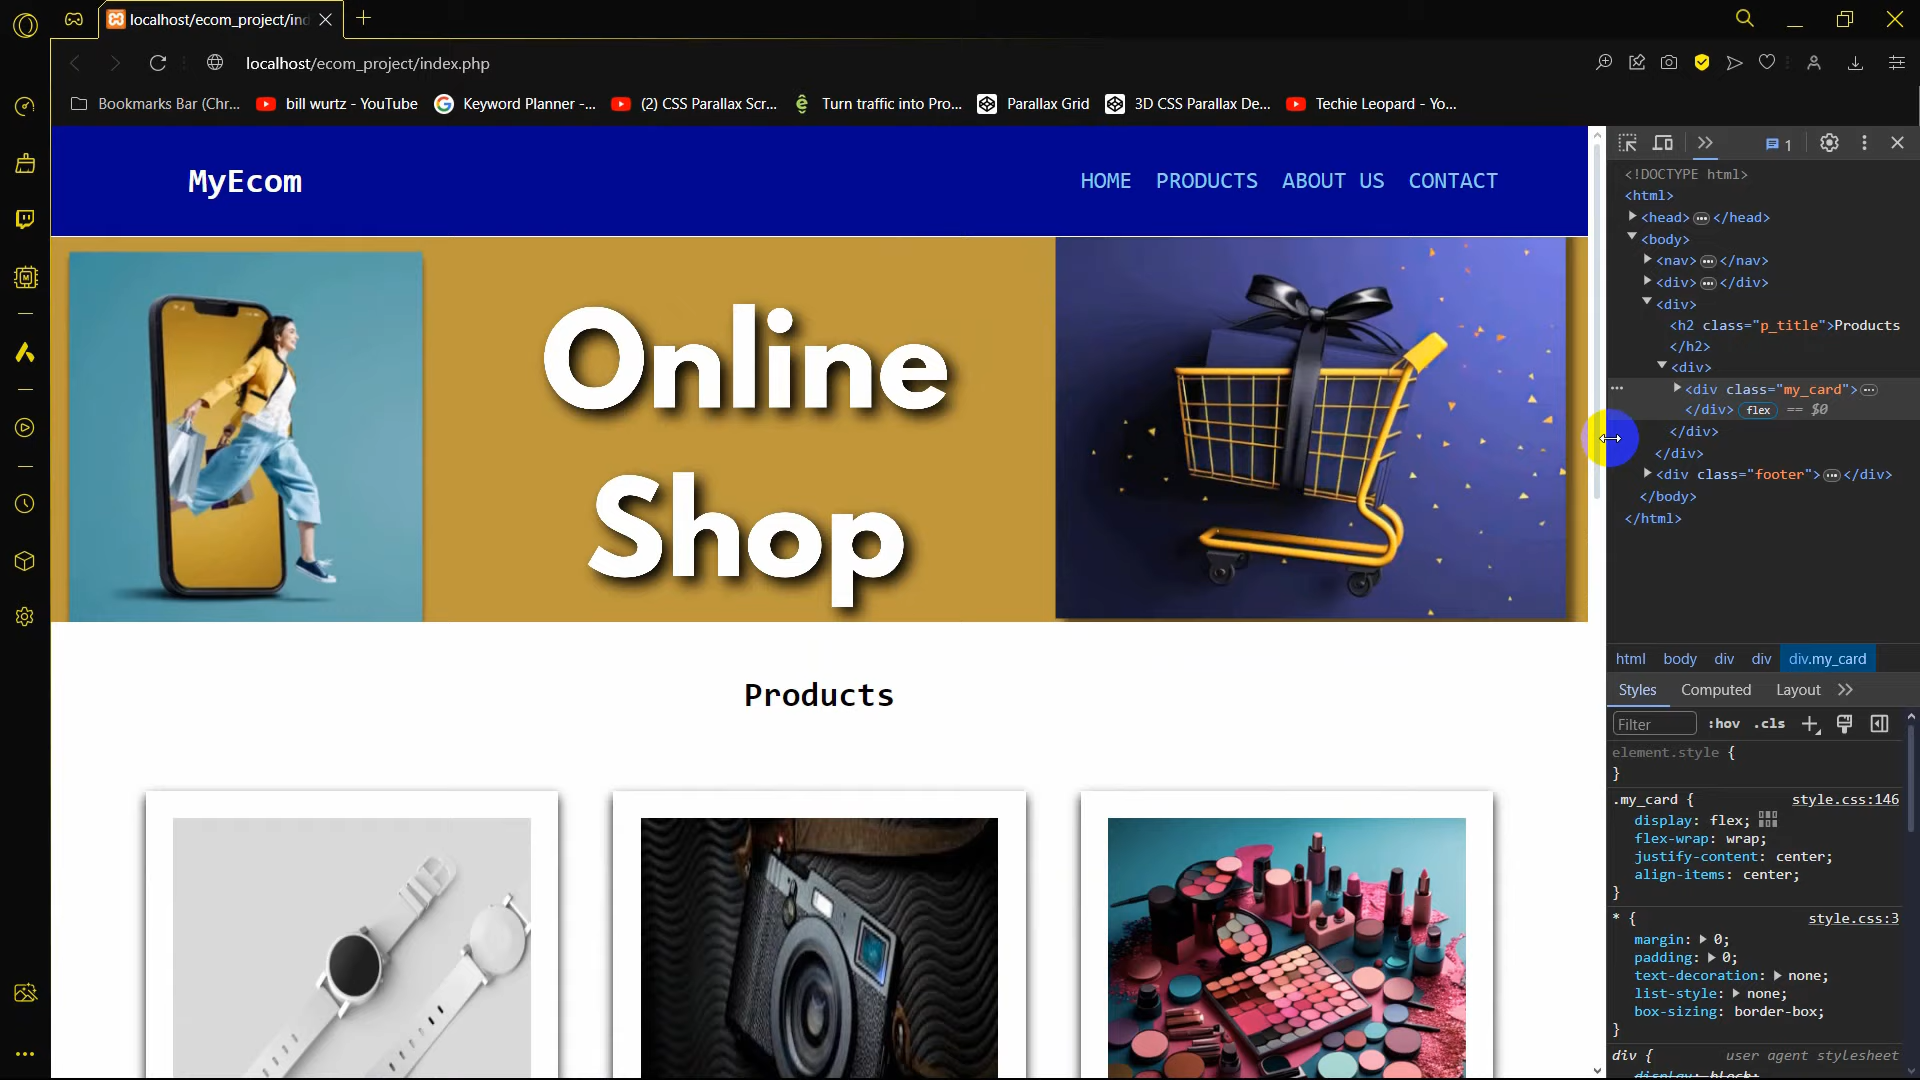 localhost/ecom_project/ind
localhost/ecom_project/index.php
Bookmarks Bar (Chr...
bill wurtz - YouTube
Keyword Planner -...
(2) CSS Parallax Scr...
Turn traffic into Pro...
Parallax Grid
3D CSS Parallax De...
Techie Leopard - Yo...
MyEcom
HOME PRODUCTS ABOUT US CONTACT
Online
Shop
Products
1
<!DOCTYPE html>
<html>
<head>…</head>
<body>
<nav>…</nav>
<div>…</div>
<div>
<h2 class="p_title">Products
</h2>
<div>
<div class="my_card">…
</div> flex == $0
</div>
</div>
<div class="footer">…</div>
</body>
</html>
html body div div div.my_card
Styles Computed Layout
Filter :hov .cls
element.style {
}
.my_card { style.css:146
display: flex;
flex-wrap: wrap;
justify-content: center;
align-items: center;
}
* { style.css:3
margin: 0;
padding: 0;
text-decoration: none;
list-style: none;
box-sizing: border-box;
}
div { user agent stylesheet
display: block;